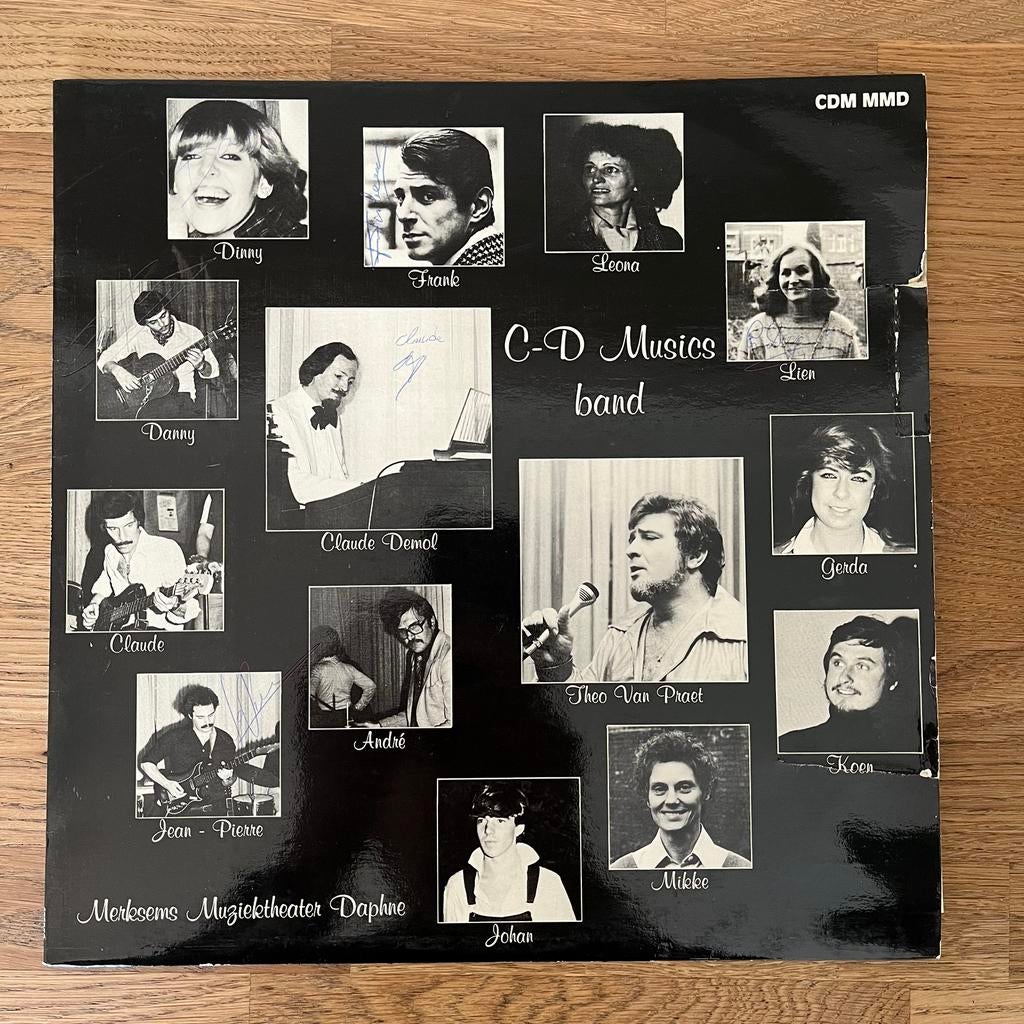 CDM MMD
Dinny
Frank
Leona
Lien
Danny
Claude
C-D Musics
band
Claude Demol
Gerda
Claude
André
Theo Van Praet
Koen
Jean - Pierre
Mikke
Johan
Merksems Muziektheater Daphne